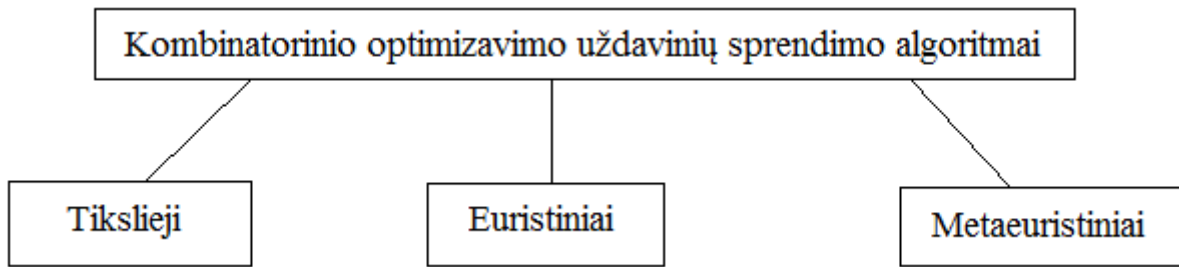 Kombinatorinio optimizavimo uždavinių sprendimo algoritmai
Tikslieji
Euristiniai
Metaeuristiniai